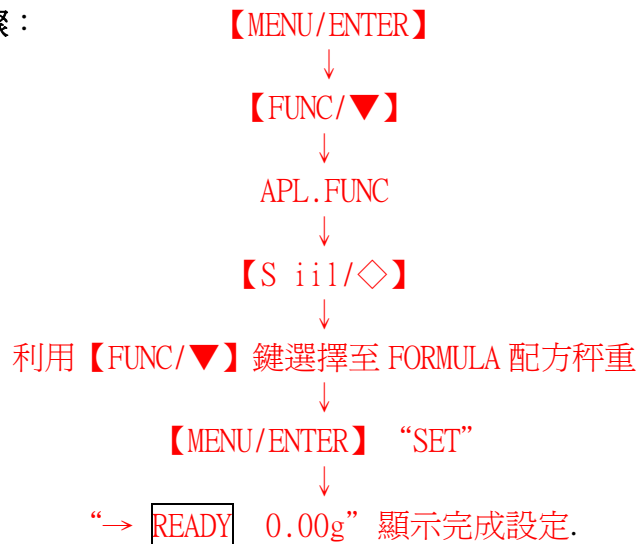 驟：
【MENU/ENTER】
↓
【FUNC/▼】
↓
APL.FUNC
↓
【S iil/◇】
↓
利用【FUNC/▼】鍵選擇至 FORMULA 配方秤重
↓
【MENU/ENTER】 “SET”
↓
“→ READY 0.00g”顯示完成設定.